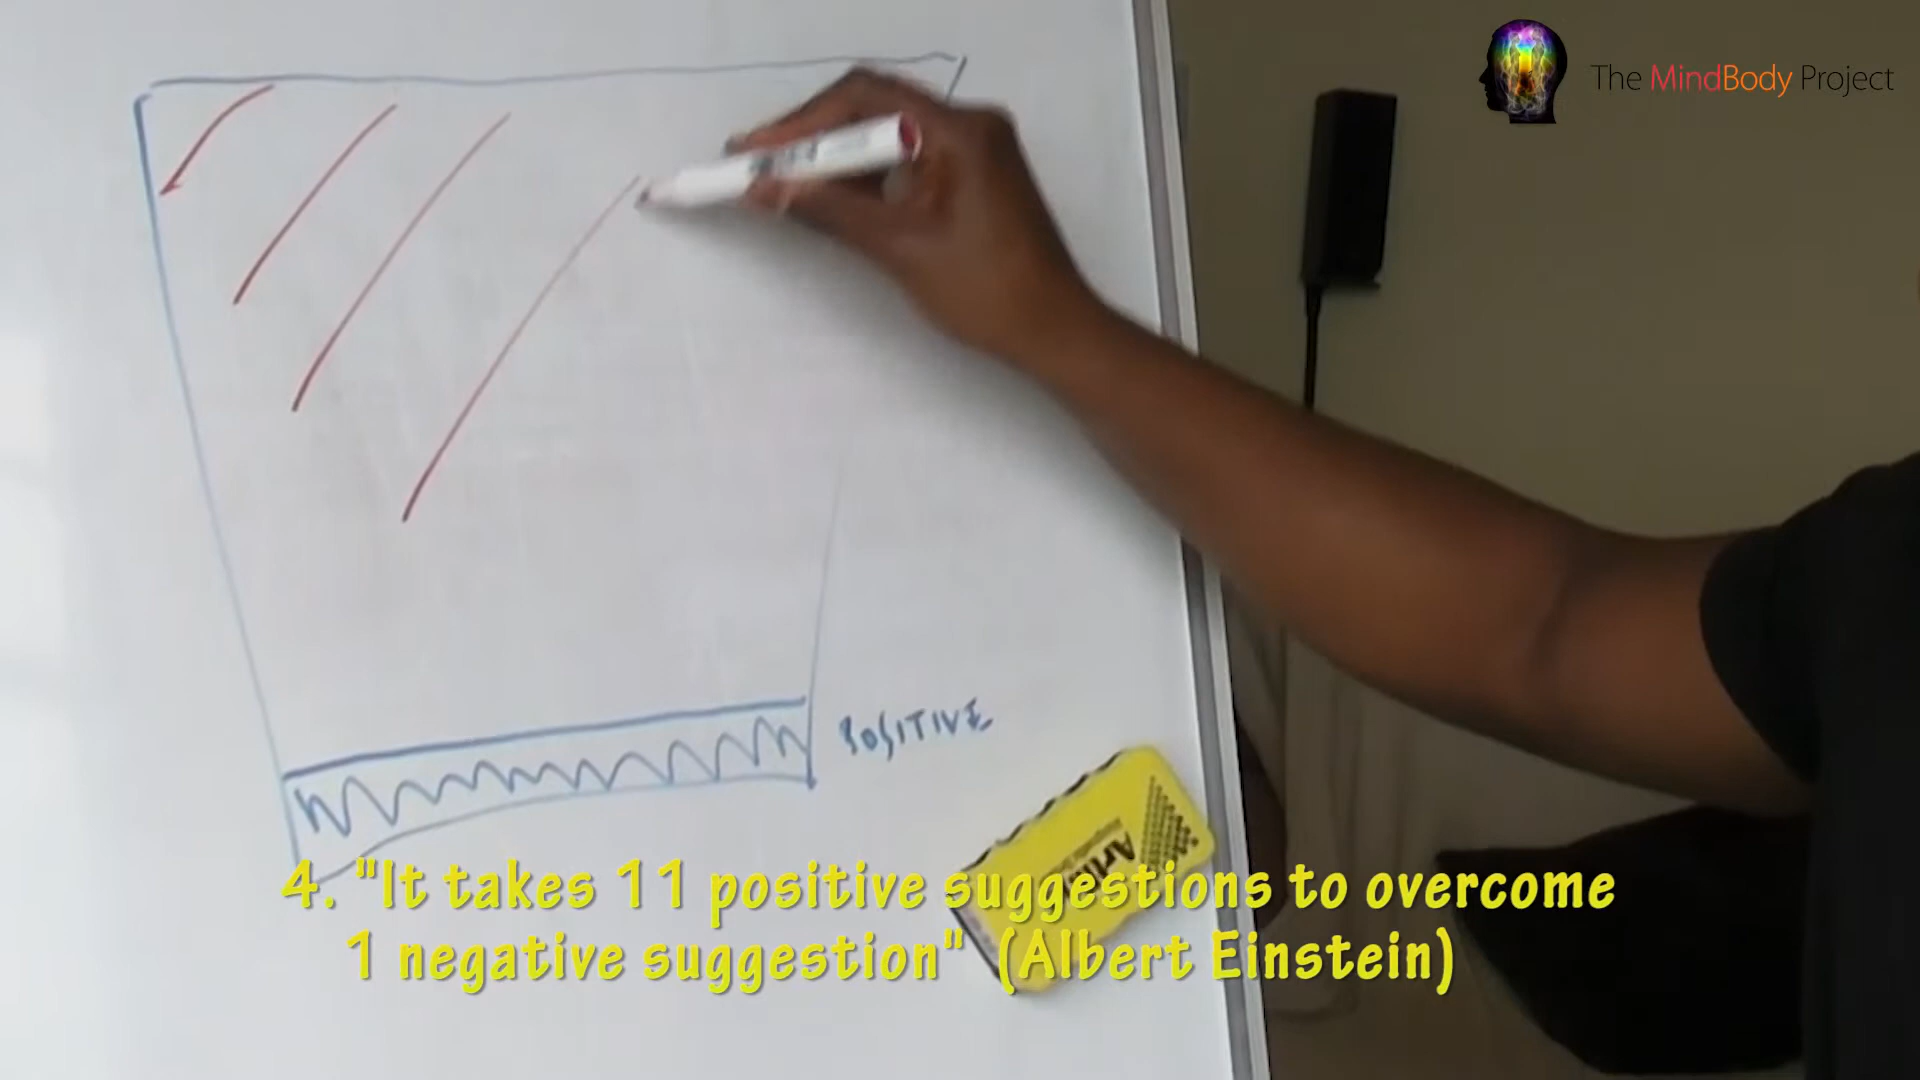 The MindBody Project
POSITIVE
4. "It takes 11 positive suggestions to overcome
1 negative suggestion" (Albert Einstein)